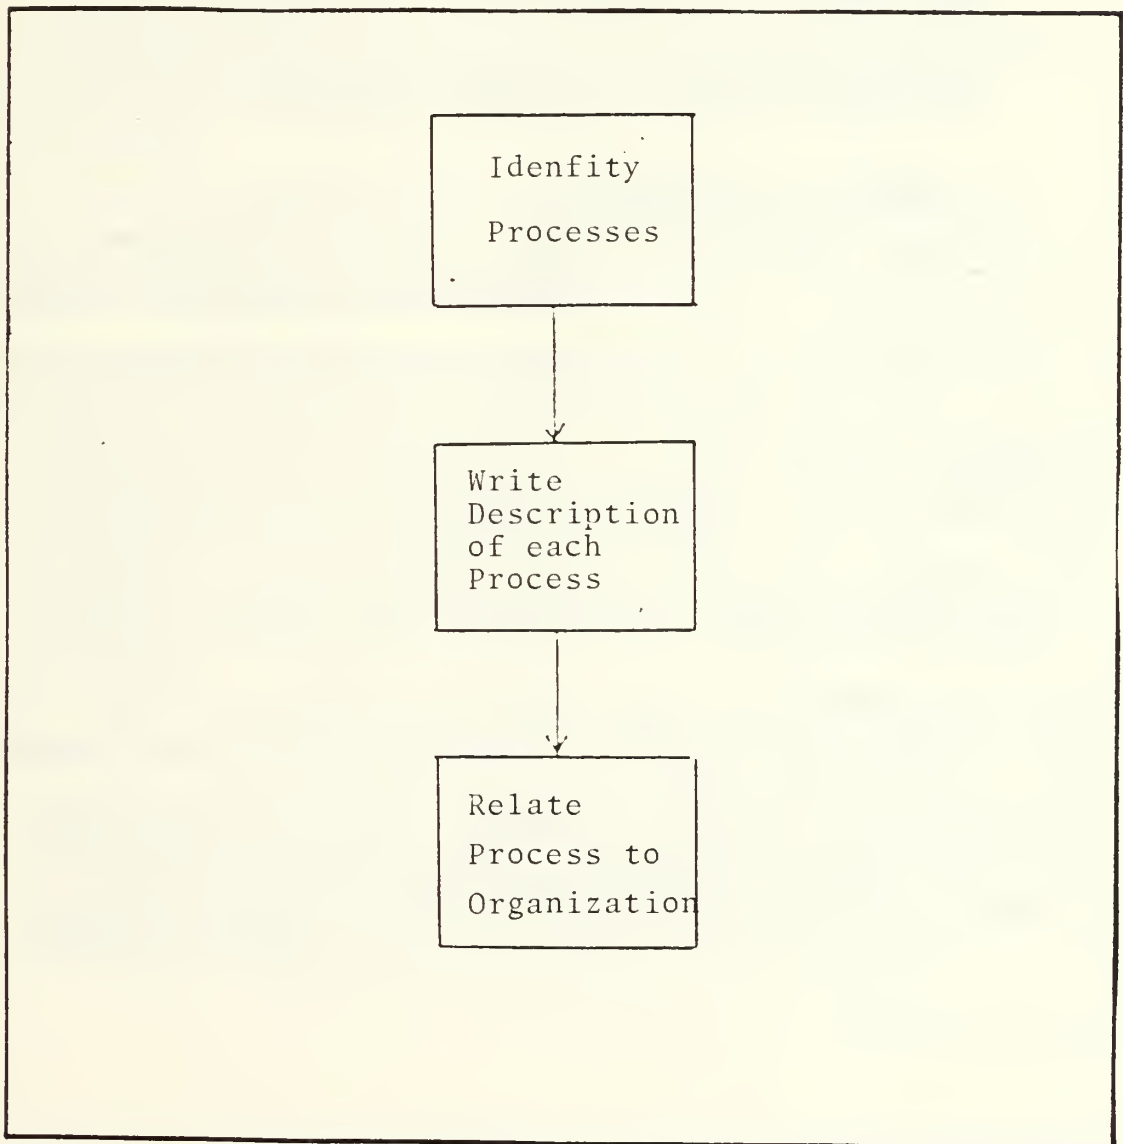 Idenfity
Processes
Write
Description
of each
Process
Relate
Process to
Organization